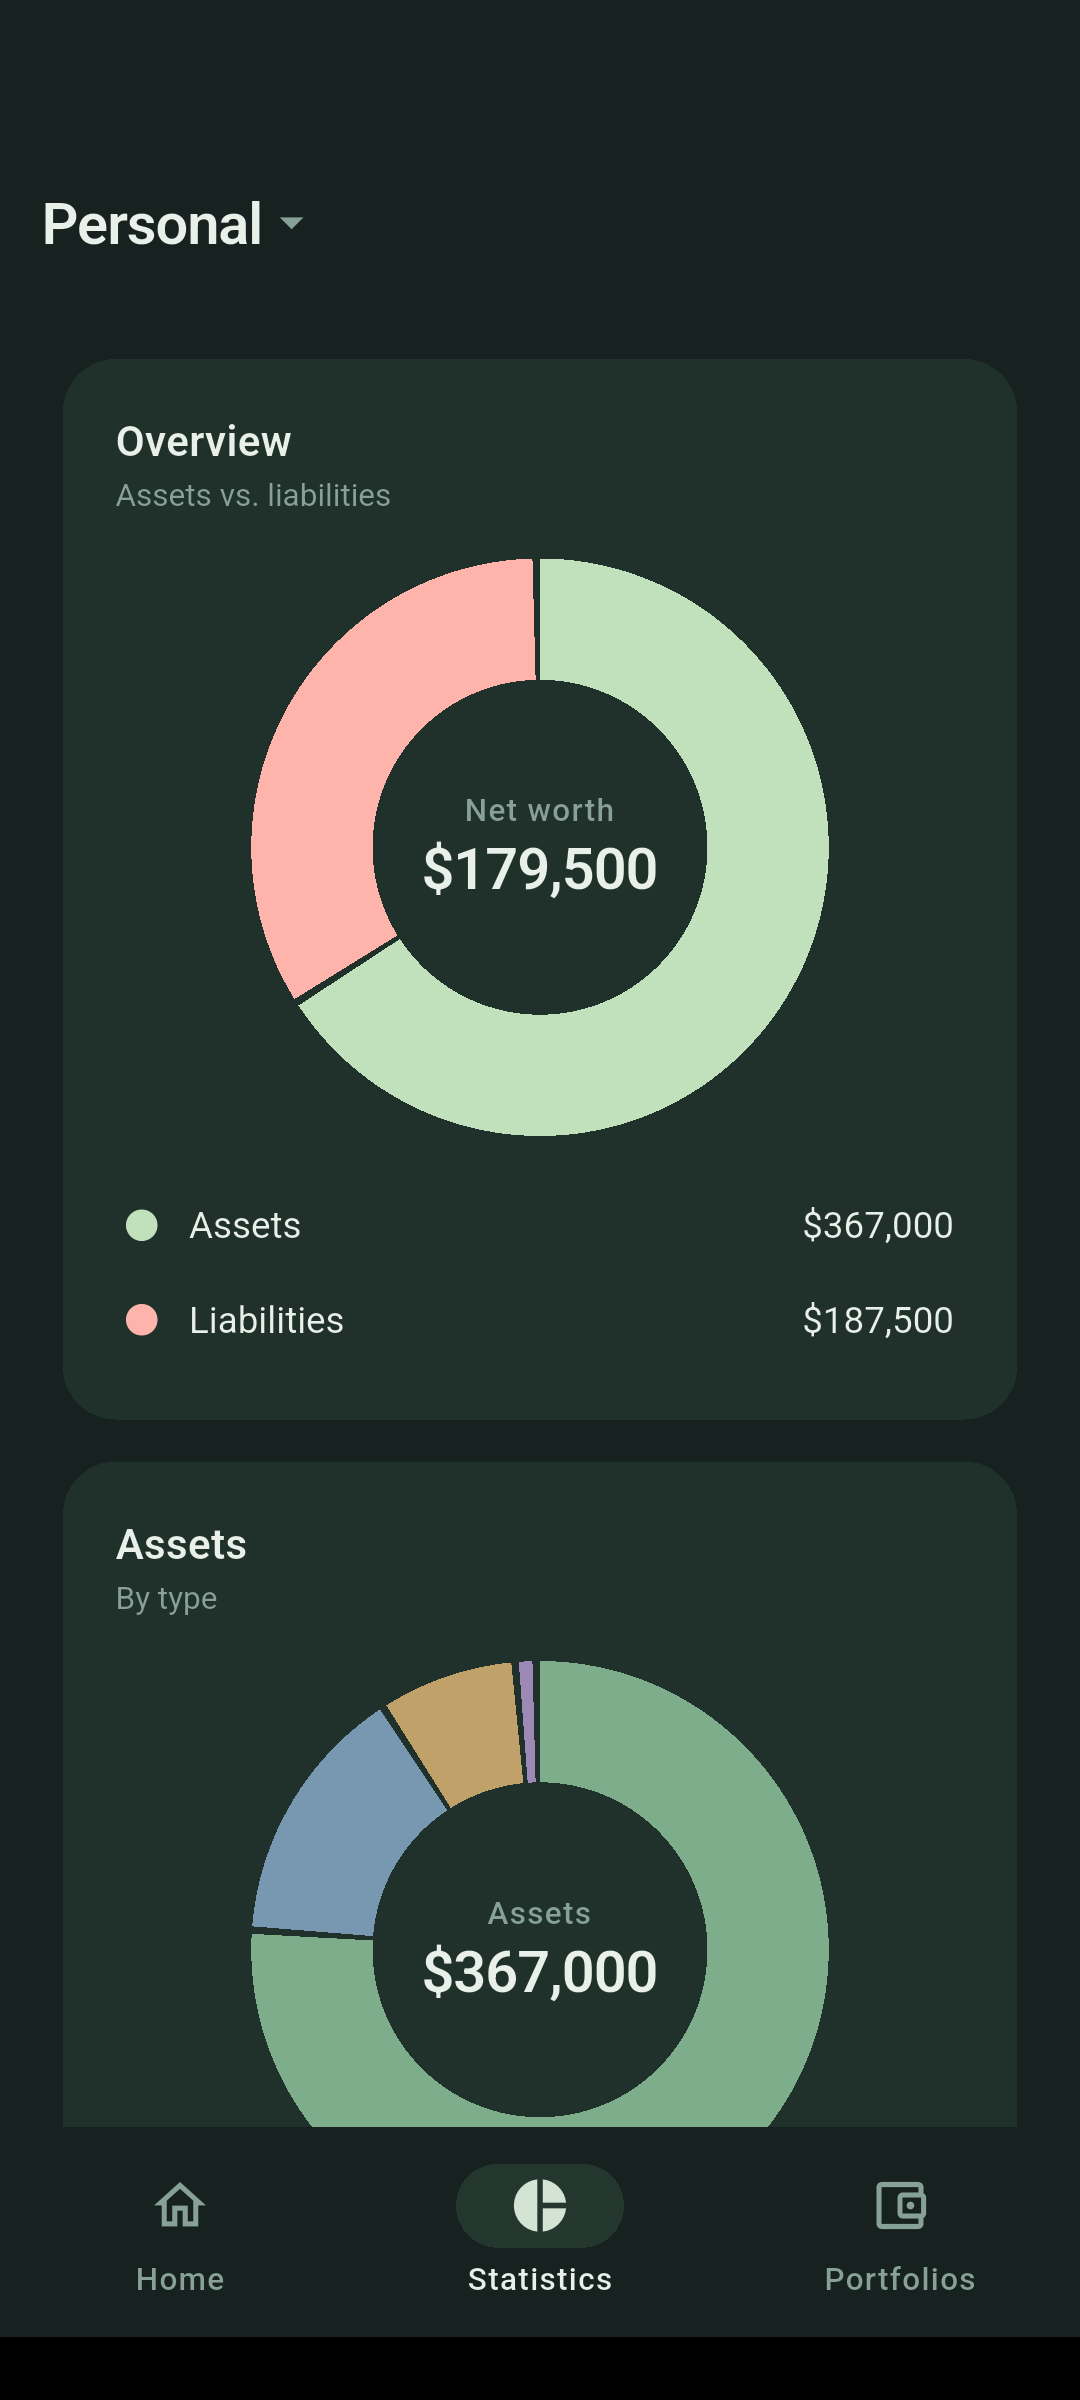 Personal
Overview
Assets vs. liabilities
Net worth
$179,500
Assets $367,000
Liabilities $187,500
Assets
By type
Assets
$367,000
Home Statistics Portfolios